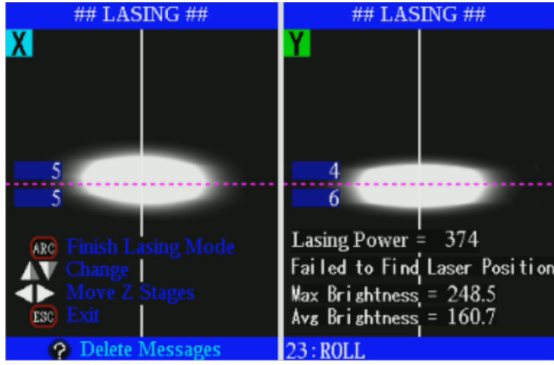 ## LASING ##
X
5
5
ARC Finish Lasing Mode
Change
Move Z Stages
ESC Exit
? Delete Messages
## LASING ##
Y
4
6
Lasing Power = 374
Failed to Find Laser Position
Max Brightness = 248.5
Avg Brightness = 160.7
23:ROLL